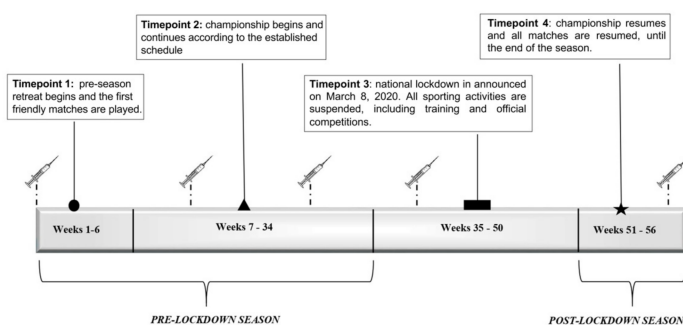 Timepoint 2: championship begins and
continues according to the established
schedule
Timepoint 4: championship resumes
and all matches are resumed, until
the end of the season.
Timepoint 1: pre-season
retreat begins and the first
friendly matches are played.
Timepoint 3: national lockdown in announced
on March 8, 2020. All sporting activities are
suspended, including training and official
competitions.
Weeks 1-6
Weeks 7 - 34
Weeks 35 - 50
Weeks 51 - 56
PRE-LOCKDOWN SEASON
POST-LOCKDOWN SEASON